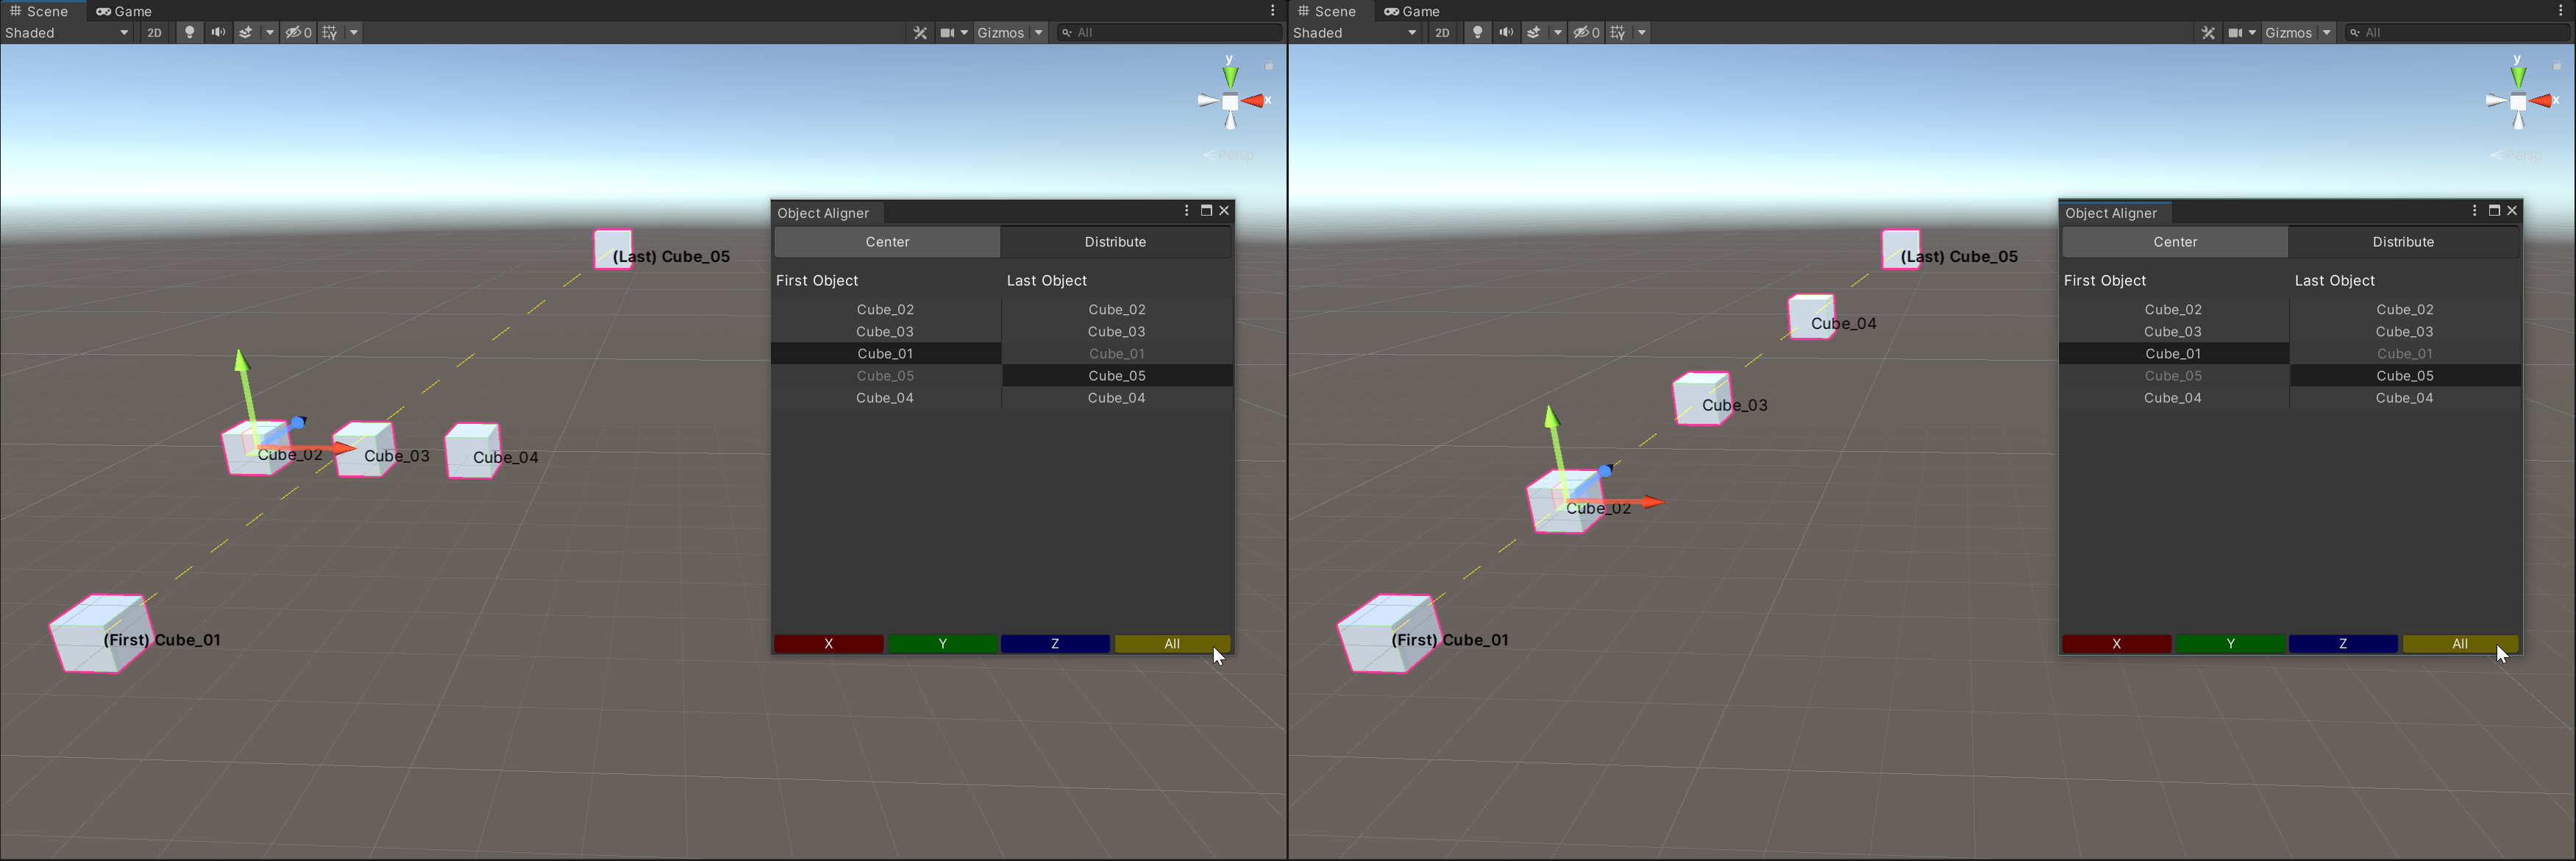 Scene Game
Shaded 2D 0 Gizmos All
y
x
Persp
(Last) Cube_05
Cube_02 Cube_03 Cube_04
(First) Cube_01
Object Aligner
Center Distribute
First Object Last Object
Cube_02 Cube_02
Cube_03 Cube_03
Cube_01 Cube_01
Cube_05 Cube_05
Cube_04 Cube_04
X Y Z All
Scene Game
Shaded 2D 0 Gizmos All
y
x
Persp
(Last) Cube_05
Cube_04
Cube_03
Cube_02
(First) Cube_01
Object Aligner
Center Distribute
First Object Last Object
Cube_02 Cube_02
Cube_03 Cube_03
Cube_01 Cube_01
Cube_05 Cube_05
Cube_04 Cube_04
X Y Z All